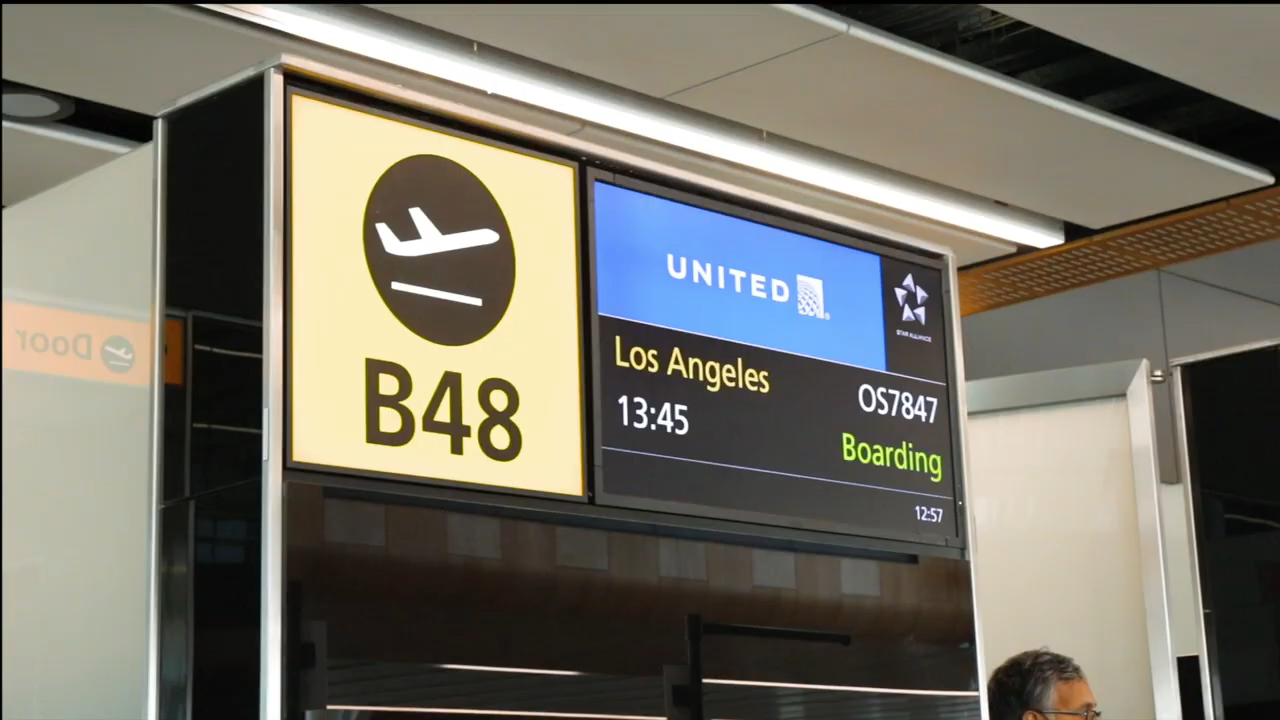 Door
B48
UNITED
STAR ALLIANCE
Los Angeles
OS7847
13:45
Boarding
12:57